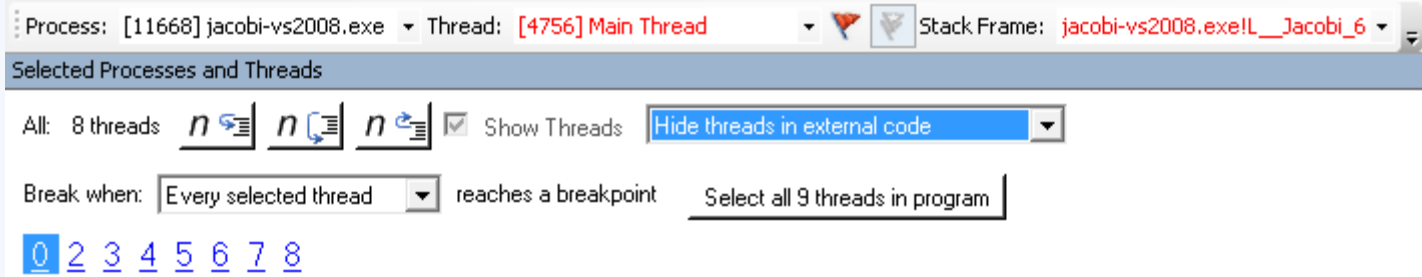 Process: [11668] jacobi-vs2008.exe Thread: [4756] Main Thread Stack Frame: jacobi-vs2008.exe!L__Jacobi_6
Selected Processes and Threads
All: 8 threads n n n Show Threads Hide threads in external code
Break when: Every selected thread reaches a breakpoint Select all 9 threads in program
0 2 3 4 5 6 7 8